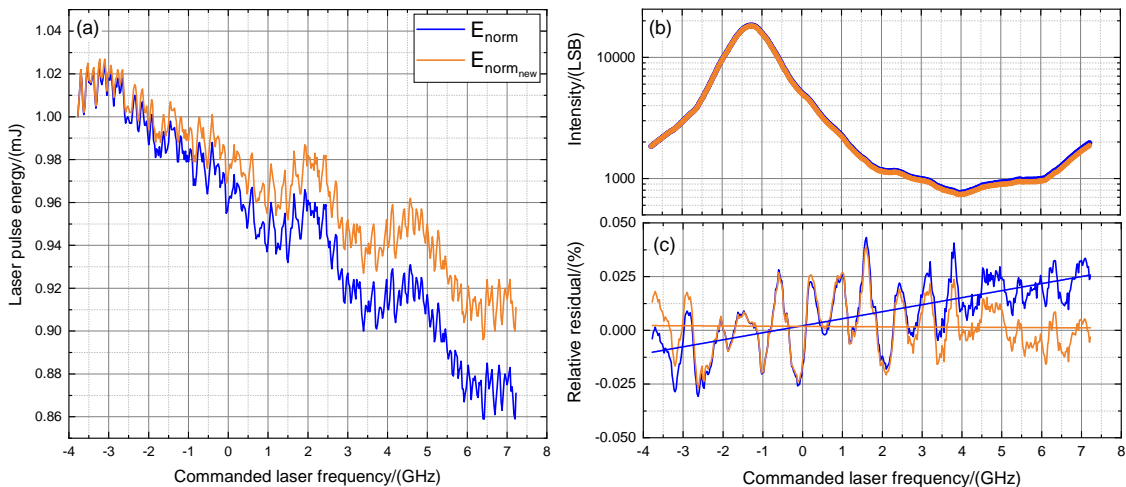 (a)
E_norm
E_norm_new
1.04
1.02
1.00
0.98
0.96
0.94
0.92
0.90
0.88
0.86
Laser pulse energy/(mJ)
-4 -3 -2 -1 0 1 2 3 4 5 6 7 8
Commanded laser frequency/(GHz)
(b)
10000
1000
Intensity/(LSB)
(c)
0.050
0.025
0.000
-0.025
-0.050
Relative residual/(%)
-4 -3 -2 -1 0 1 2 3 4 5 6 7 8
Commanded laser frequency/(GHz)